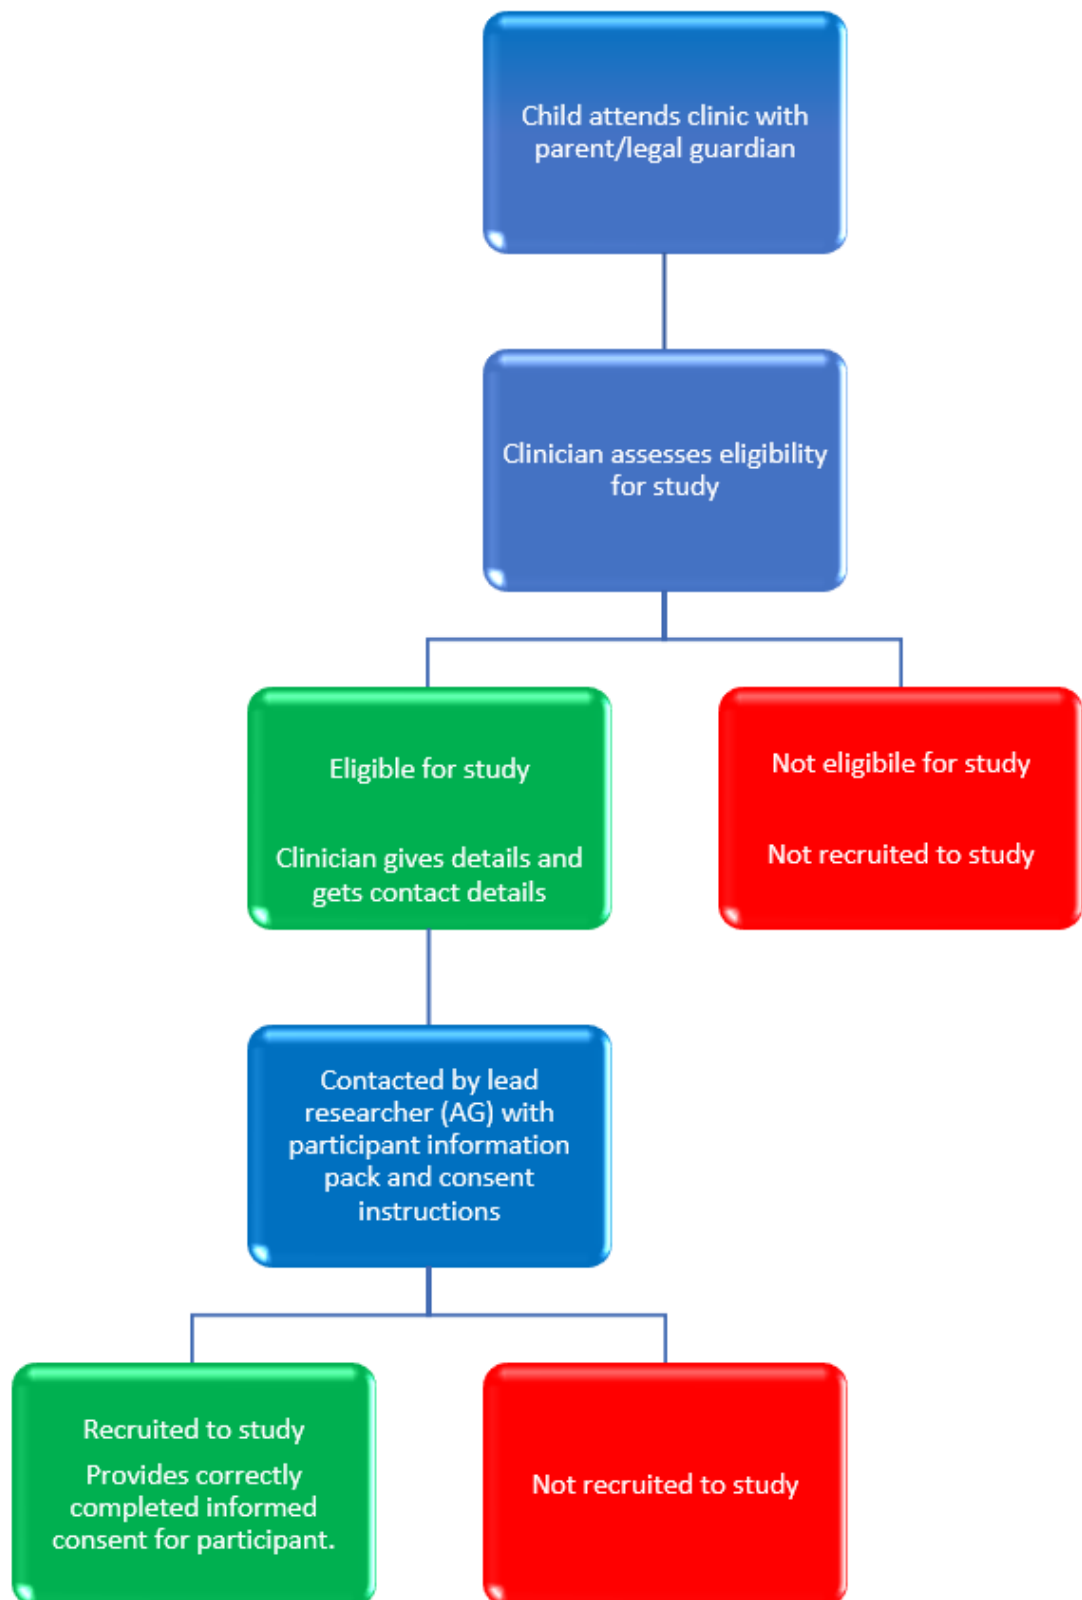 Child attends clinic with
parent/legal guardian
Clinician assesses eligibility
for study
Eligible for study
Clinician gives details and
gets contact details
Not eligibile for study
Not recruited to study
Contacted by lead
researcher (AG) with
participant information
pack and consent
instructions
Recruited to study
Provides correctly
completed informed
consent for participant.
Not recruited to study